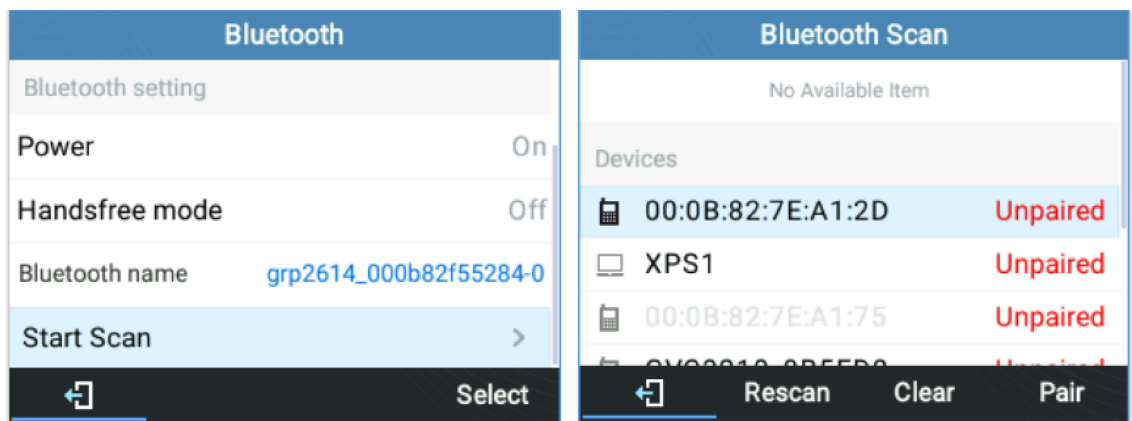 Bluetooth
Bluetooth setting
Power On
Handsfree mode Off
Bluetooth name grp2614_000b82f55284-0
Start Scan >
Select
Bluetooth Scan
No Available Item
Devices
00:0B:82:7E:A1:2D Unpaired
XPS1 Unpaired
00:0B:82:7E:A1:75 Unpaired
Unpaired
Rescan Clear Pair